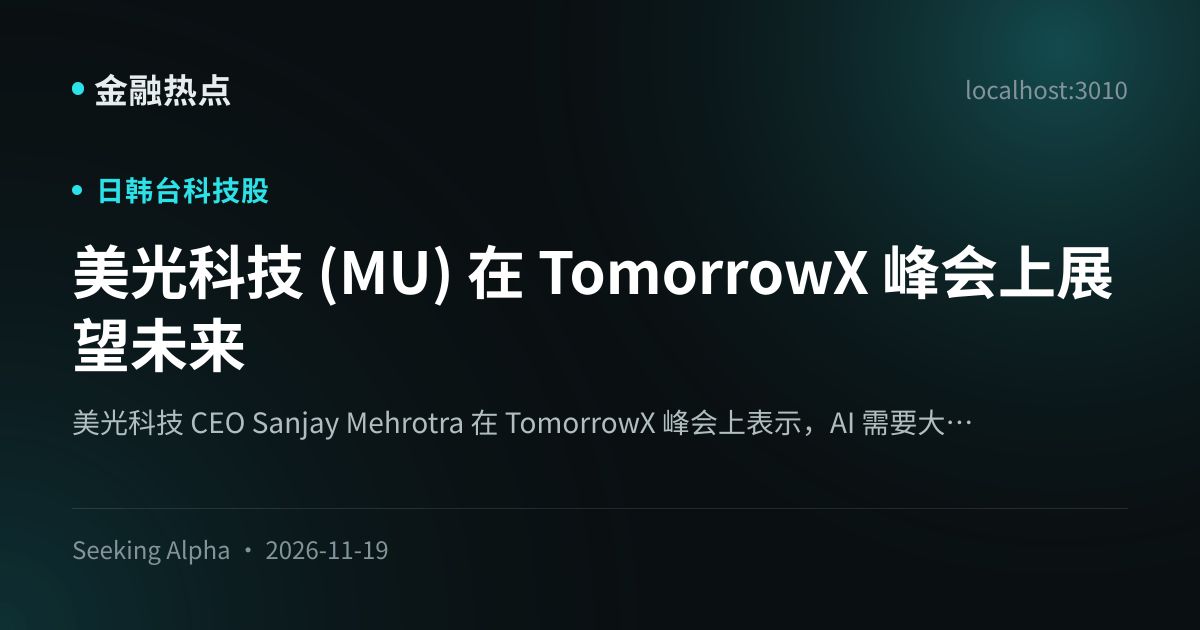 金融热点
localhost:3010
日韩台科技股
美光科技 (MU) 在 TomorrowX 峰会上展
望未来
美光科技 CEO Sanjay Mehrotra 在 TomorrowX 峰会上表示，AI 需要大…
Seeking Alpha · 2026-11-19